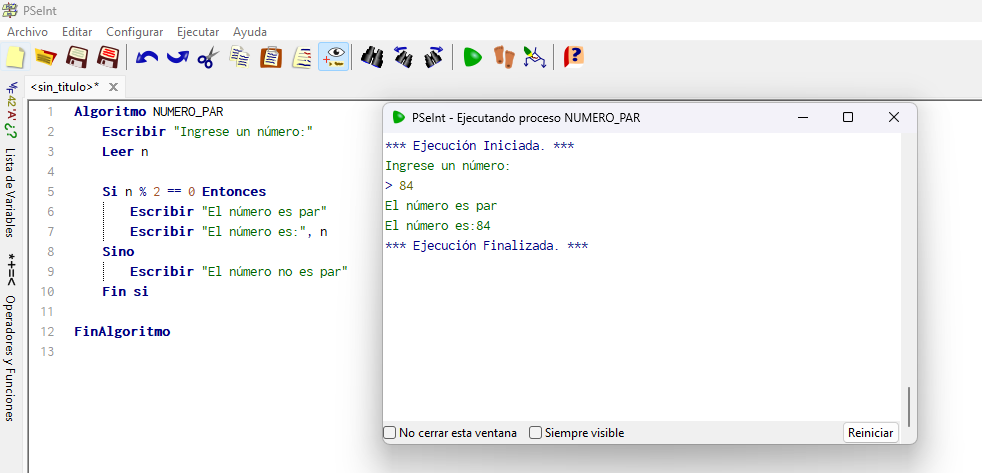 PSeInt
Archivo Editar Configurar Ejecutar Ayuda
<sin_titulo>* X
1 Algoritmo NUMERO_PAR
2 Escribir "Ingrese un número:"
3 Leer n
4
5 Si n % 2 == 0 Entonces
6 Escribir "El número es par"
7 Escribir "El número es:", n
8 Sino
9 Escribir "El número no es par"
10 Fin si
11
12 FinAlgoritmo
13
42 'A' ¿?
Lista de Variables
*+=<
Operadores y Funciones
PSeInt - Ejecutando proceso NUMERO_PAR
*** Ejecución Iniciada. ***
Ingrese un número:
> 84
El número es par
El número es:84
*** Ejecución Finalizada. ***
No cerrar esta ventana Siempre visible Reiniciar